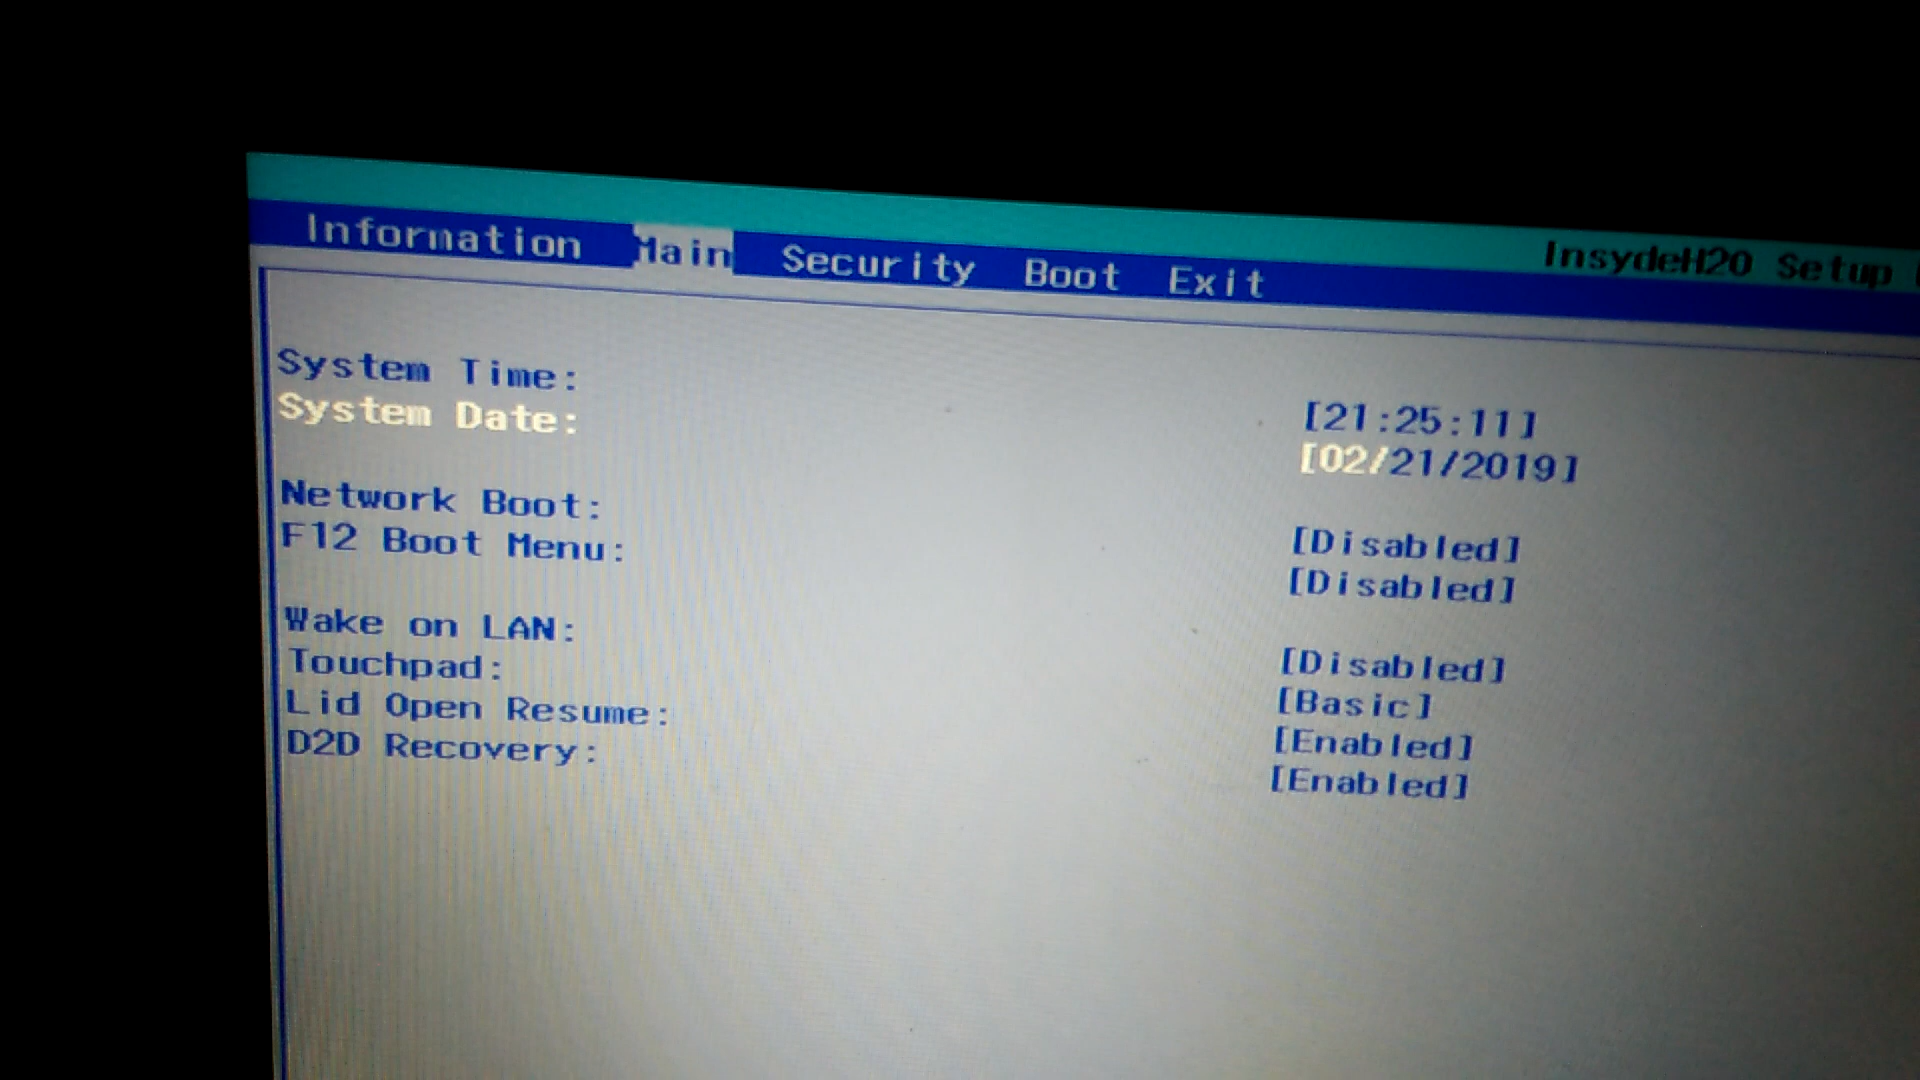 InsydeH20 Setup
Information Main Security Boot Exit
System Time: [21:25:11]
System Date: [02/21/2019]
Network Boot: [Disabled]
F12 Boot Menu: [Disabled]
Wake on LAN: [Disabled]
Touchpad: [Basic]
Lid Open Resume: [Enabled]
D2D Recovery: [Enabled]